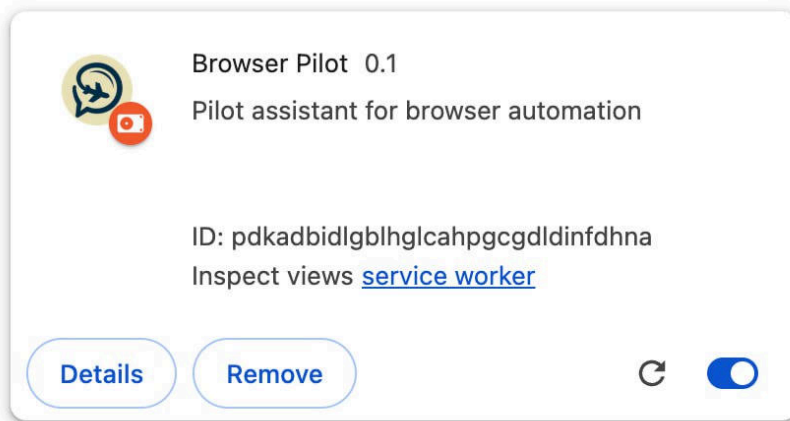 Browser Pilot 0.1
Pilot assistant for browser automation
ID: pdkadbidlgblhglcahpgcgdldinfdhna
Inspect views service worker
Details Remove